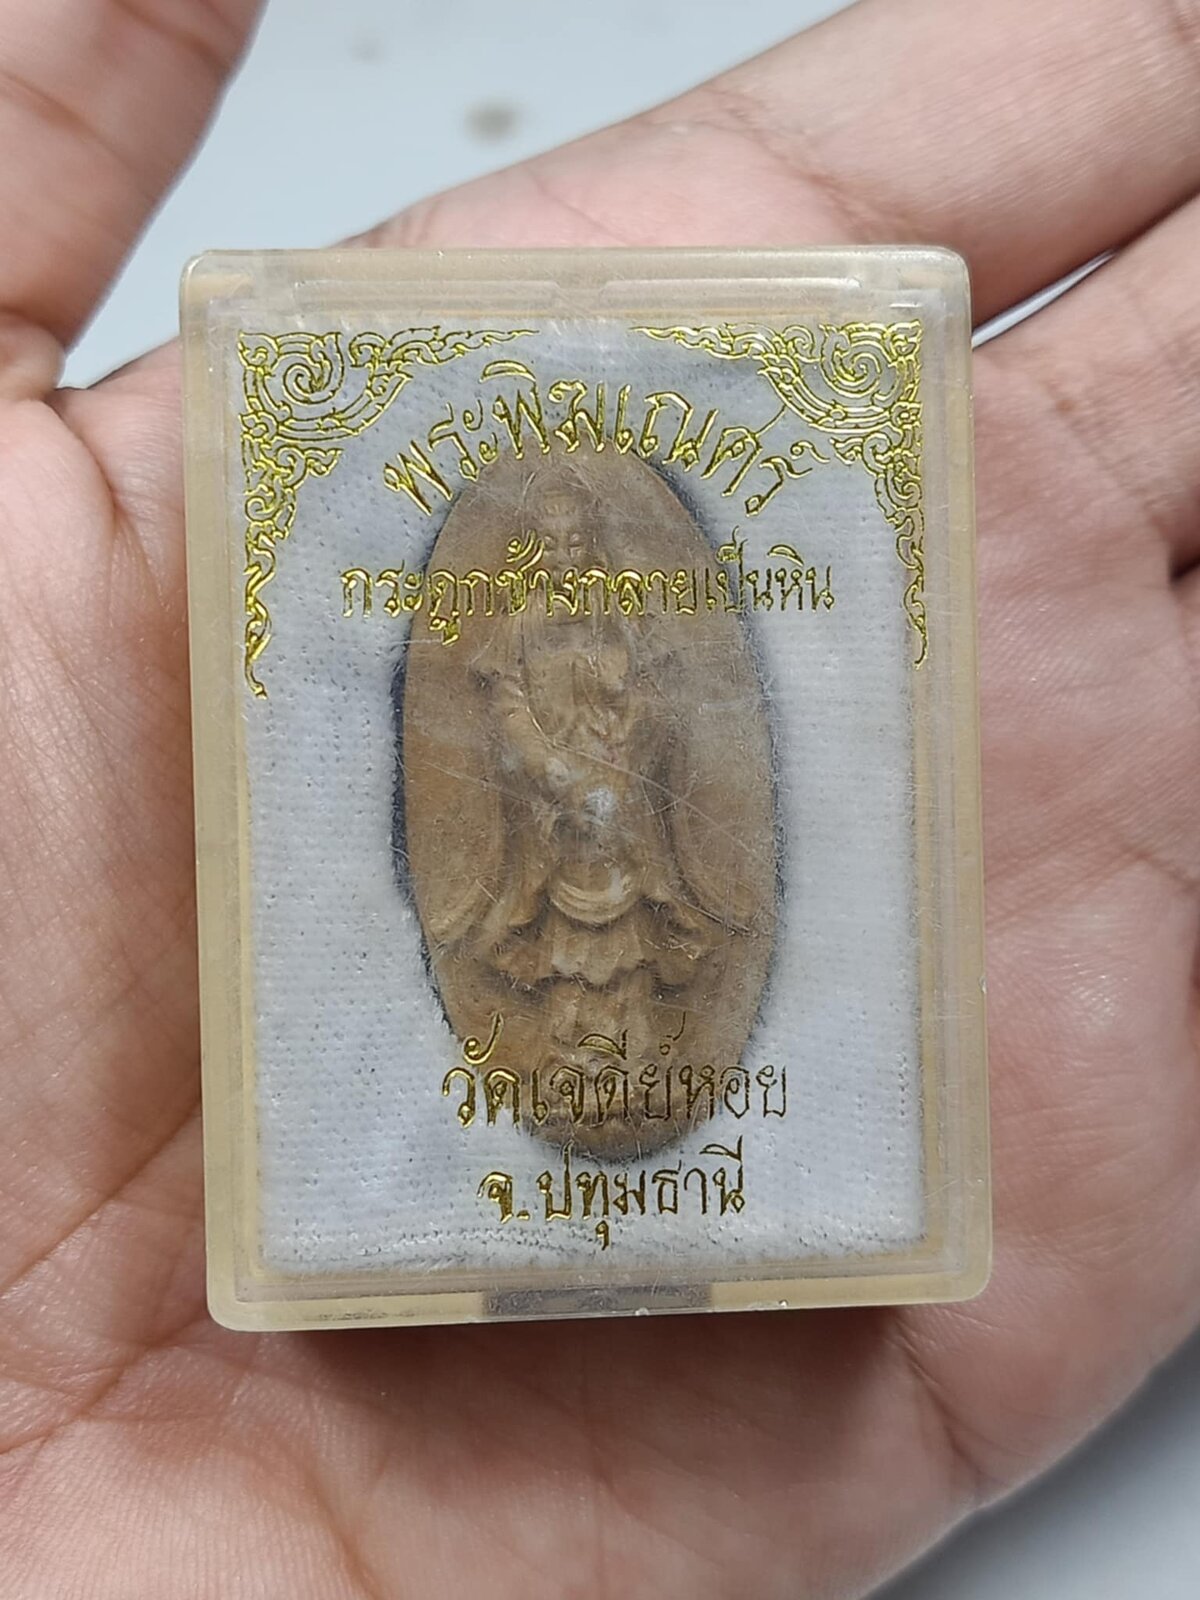 พระพิฆเณศร์
กระดูกช้างกลายเป็นหิน
วัดเจดีย์หอย
จ.ปทุมธานี